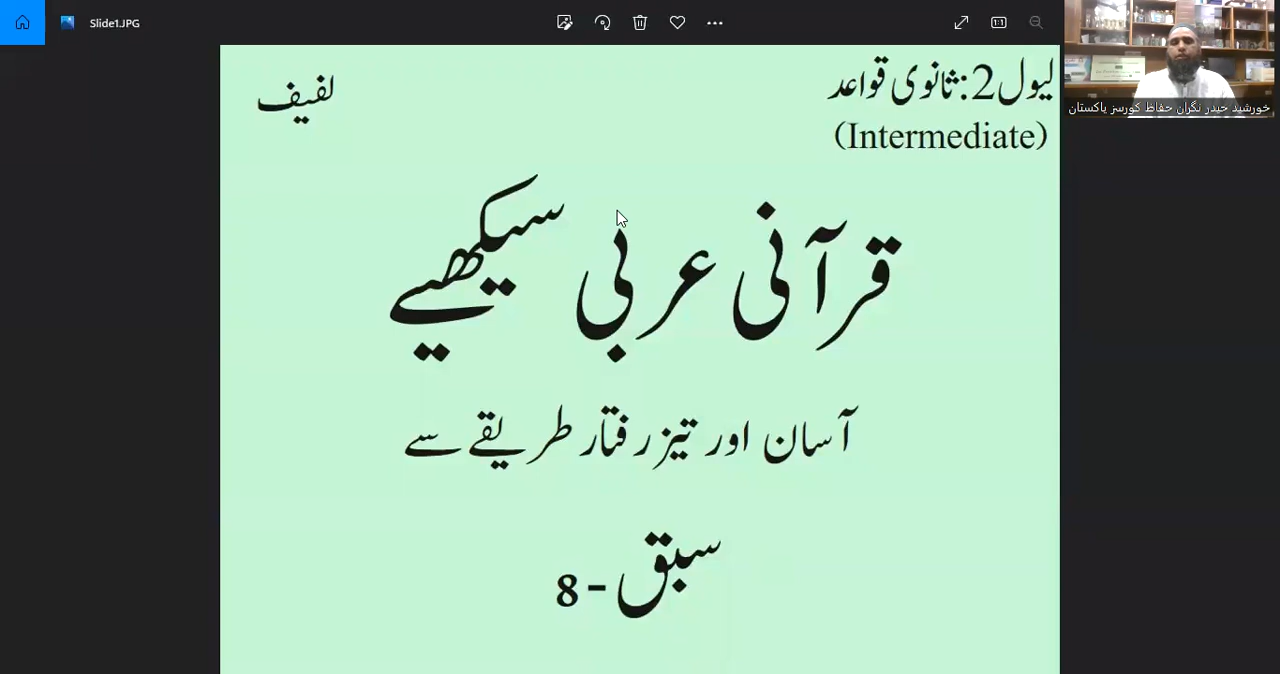 Slide1.JPG
لیول 2: ثانوی قواعد
(Intermediate)
لفیف
قرآنی عربی سیکھیے
آسان اور تیز رفتار طریقے سے
سبق - 8
خورشید حیدر نگران حفاظ کورسز پاکستان